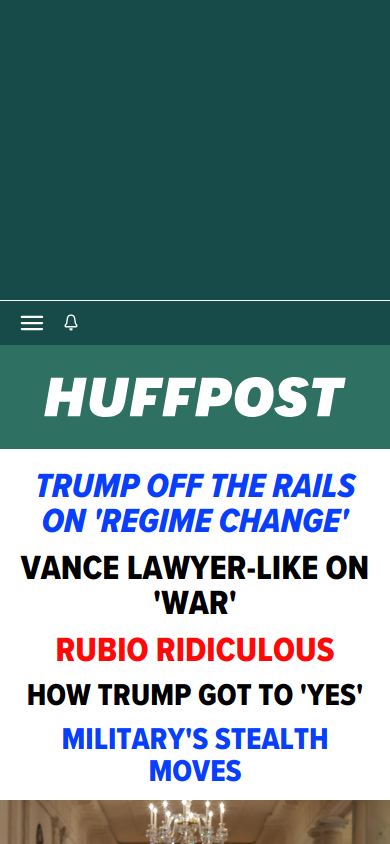 HUFFPOST
TRUMP OFF THE RAILS
ON 'REGIME CHANGE'
VANCE LAWYER-LIKE ON
'WAR'
RUBIO RIDICULOUS
HOW TRUMP GOT TO 'YES'
MILITARY'S STEALTH
MOVES